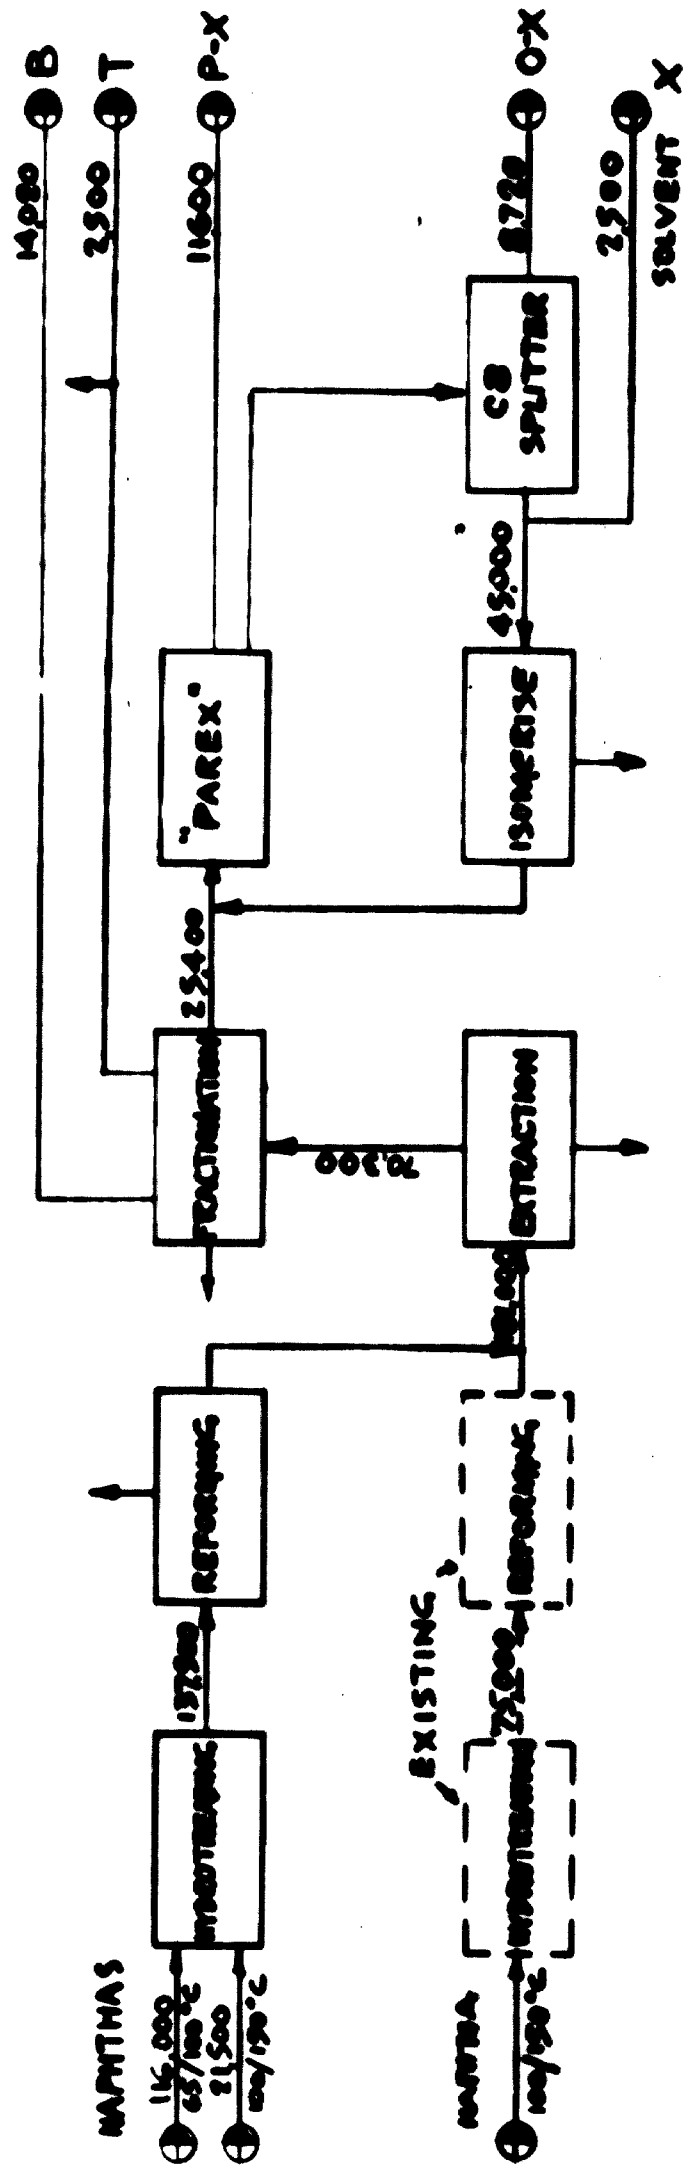 NAPHTHAS
116,000
65/100°C
21,500
100/150°C
HYDROTREATING
137,500
REFORMING
NAPHTHA
100/150°C
HYDROTREATING
EXISTING
75,000
REFORMING
EXTRACTION
70,300
FRACTIONATION
25,400
"PAREX"
ISOMERISE
45,000
C8
SPLITTER
14,080
B
2,500
T
11,600
P-X
8,720
O-X
2,500
SOLVENT X